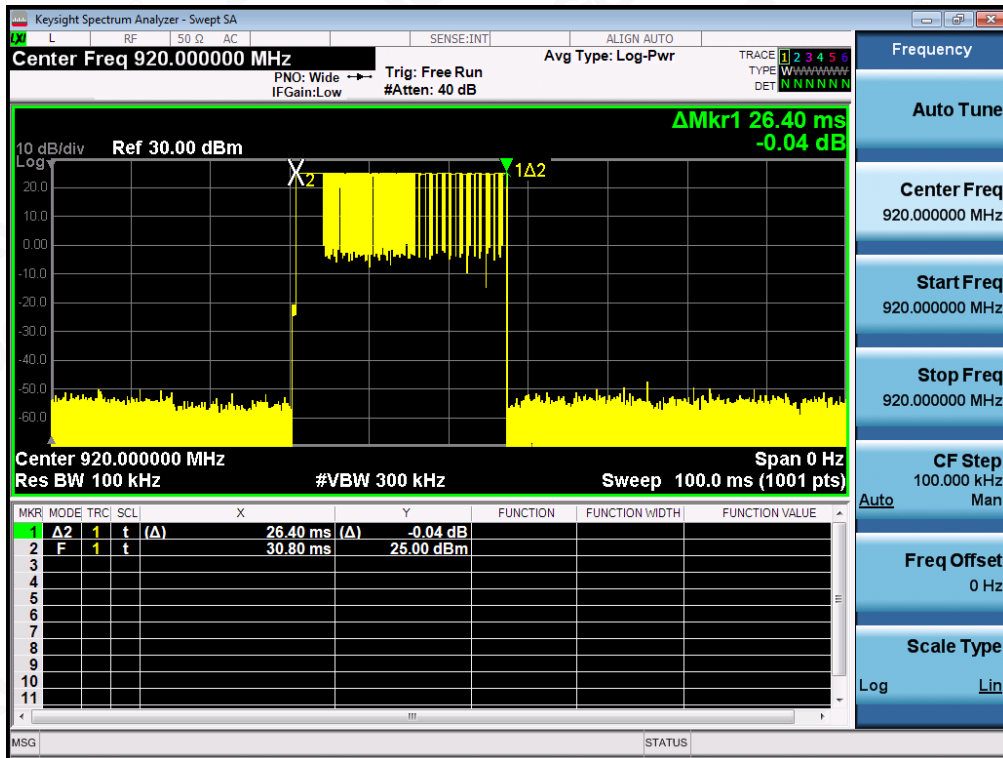 Keysight Spectrum Analyzer - Swept SA
LXI L RF 50 Ω AC SENSE:INT ALIGN AUTO
Center Freq 920.000000 MHz
PNO: Wide
IFGain:Low
Trig: Free Run
#Atten: 40 dB
Avg Type: Log-Pwr
TRACE 1 2 3 4 5 6
TYPE WWWWWW
DET N N N N N N
ΔMkr1 26.40 ms
-0.04 dB
10 dB/div Ref 30.00 dBm
Log
20.0
10.0
0.00
-10.0
-20.0
-30.0
-40.0
-50.0
-60.0
2
1Δ2
Center 920.000000 MHz Span 0 Hz
Res BW 100 kHz #VBW 300 kHz Sweep 100.0 ms (1001 pts)
MKR MODE TRC SCL X Y FUNCTION FUNCTION WIDTH FUNCTION VALUE
1 Δ2 1 t (Δ) 26.40 ms (Δ) -0.04 dB
2 F 1 t 30.80 ms 25.00 dBm
3
4
5
6
7
8
9
10
11
MSG STATUS
Frequency
Auto Tune
Center Freq
920.000000 MHz
Start Freq
920.000000 MHz
Stop Freq
920.000000 MHz
CF Step
100.000 kHz
Auto Man
Freq Offset
0 Hz
Scale Type
Log Lin